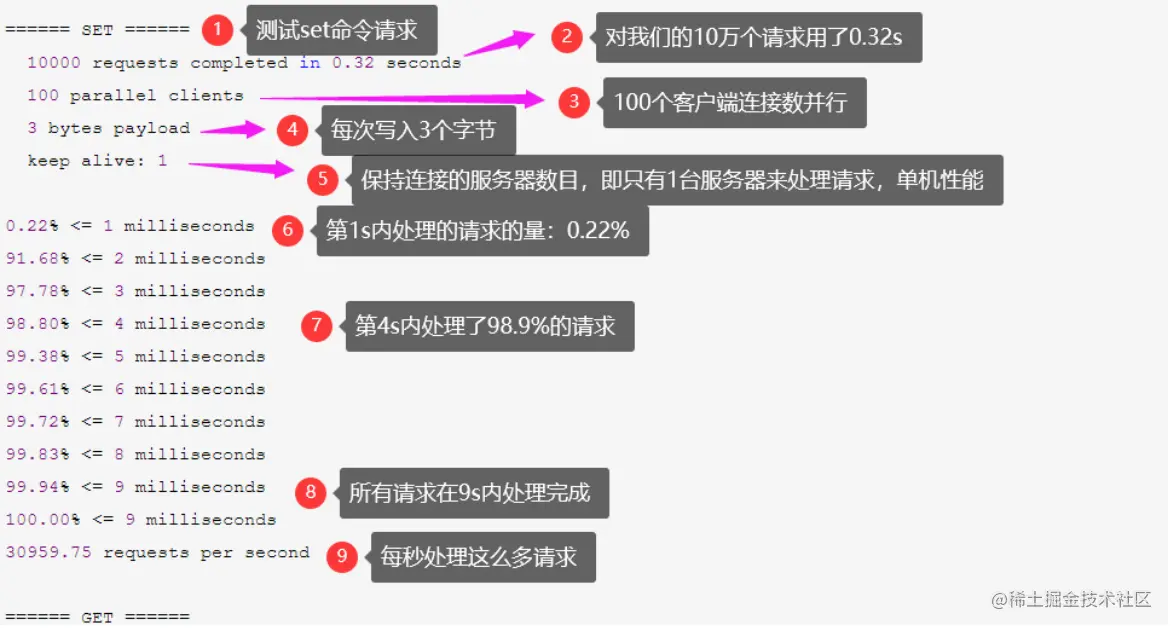 ====== SET ======
1 测试set命令请求
10000 requests completed in 0.32 seconds
2 对我们的10万个请求用了0.32s
100 parallel clients
3 100个客户端连接数并行
3 bytes payload
4 每次写入3个字节
keep alive: 1
5 保持连接的服务器数目，即只有1台服务器来处理请求，单机性能
0.22% <= 1 milliseconds
6 第1s内处理的请求的量：0.22%
91.68% <= 2 milliseconds
97.78% <= 3 milliseconds
98.80% <= 4 milliseconds
7 第4s内处理了98.9%的请求
99.38% <= 5 milliseconds
99.61% <= 6 milliseconds
99.72% <= 7 milliseconds
99.83% <= 8 milliseconds
99.94% <= 9 milliseconds
8 所有请求在9s内处理完成
100.00% <= 9 milliseconds
30959.75 requests per second
9 每秒处理这么多请求
@稀土掘金技术社区
====== GET ======